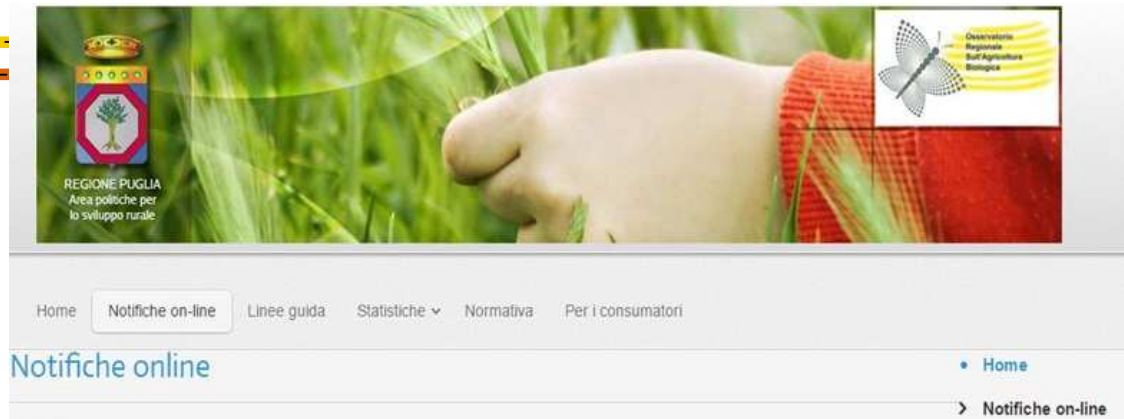 Osservatorio
Regionale
Sull'Agricoltura
Biologica
REGIONE PUGLIA
Area politiche per
lo sviluppo rurale
Home Notifiche on-line Linee guida Statistiche Normativa Per i consumatori
Notifiche online
Home
Notifiche on-line